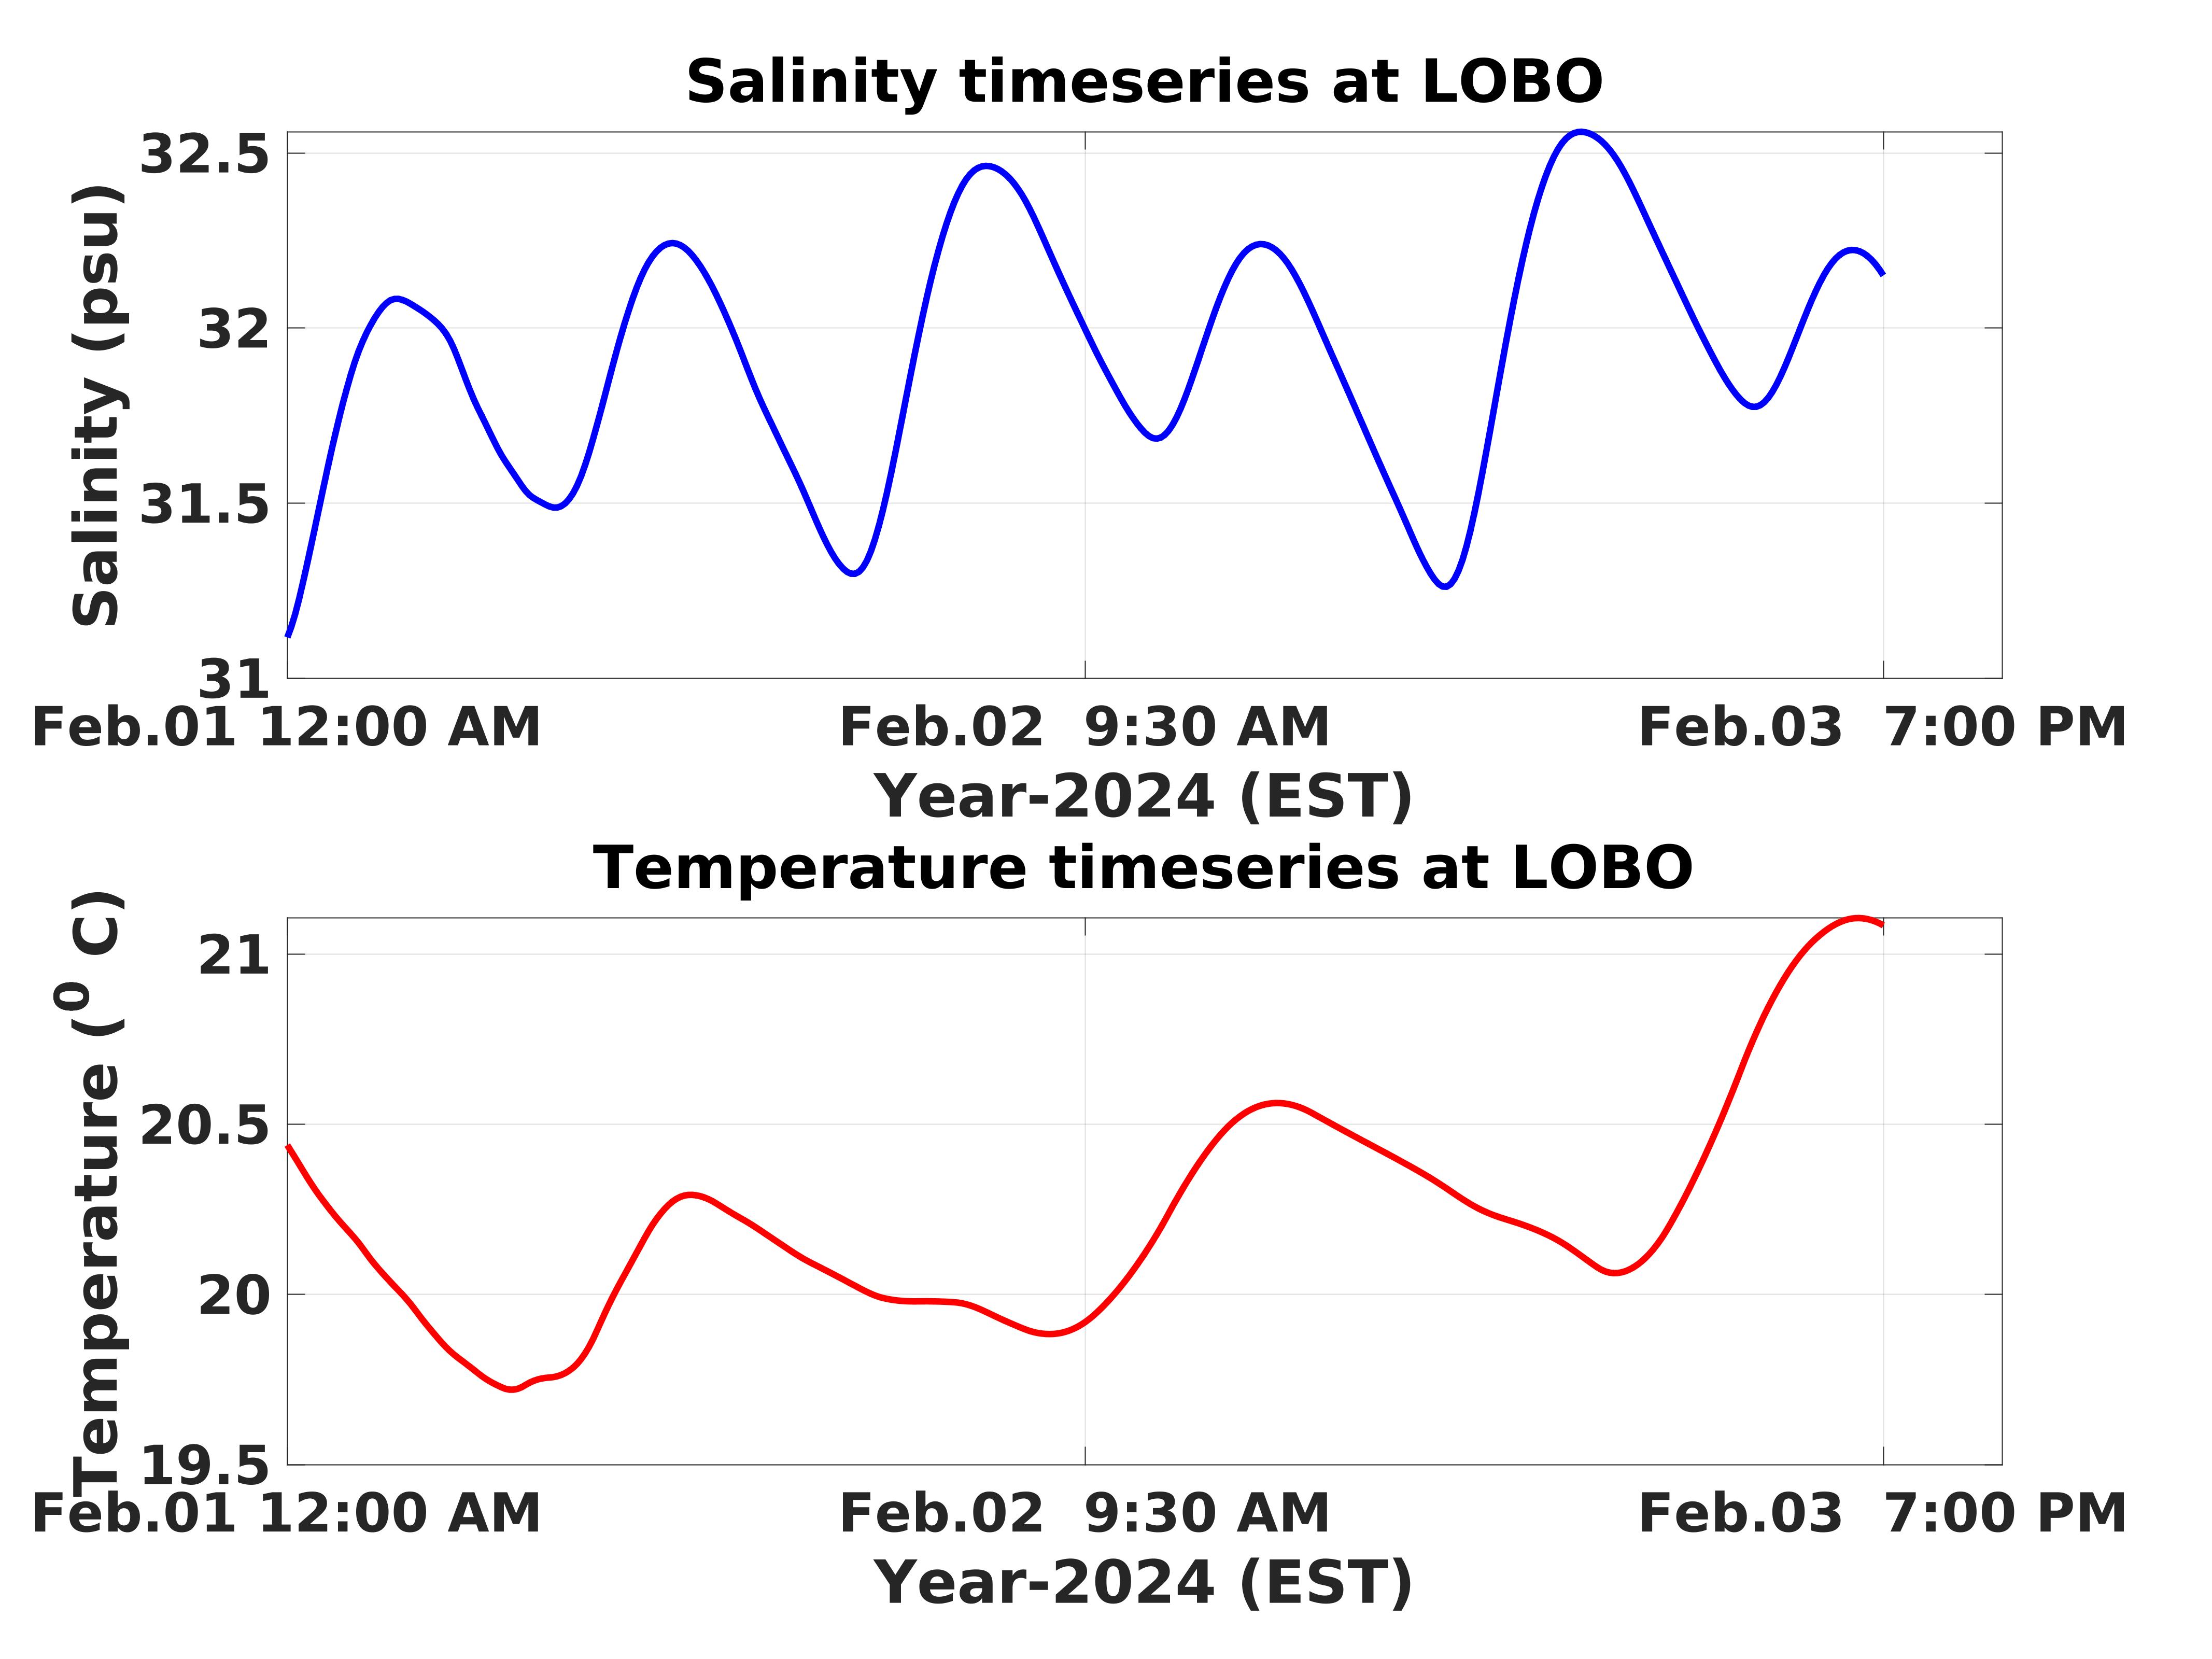 Salinity timeseries at LOBO
Salinity (psu)
32.5
32
31.5
31
Feb.01 12:00 AM Feb.02  9:30 AM Feb.03  7:00 PM
Year-2024 (EST)
Temperature timeseries at LOBO
Temperature (⁰ C)
21
20.5
20
19.5
Feb.01 12:00 AM Feb.02  9:30 AM Feb.03  7:00 PM
Year-2024 (EST)